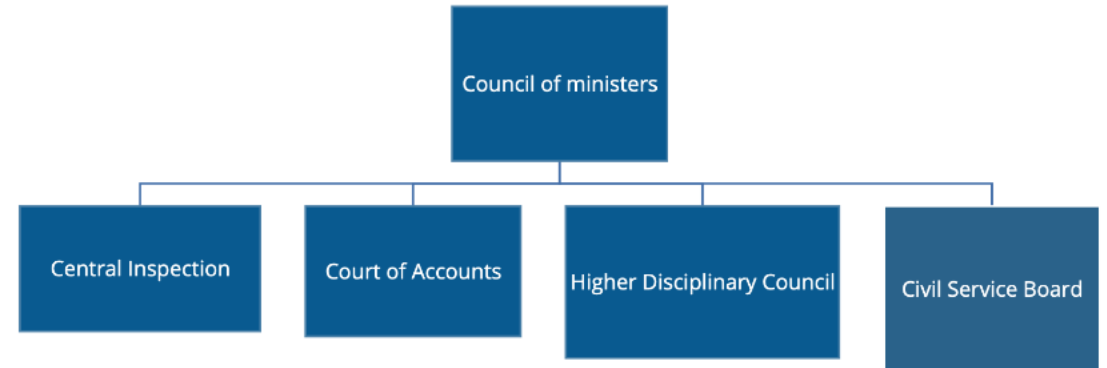 Council of ministers
Central Inspection
Court of Accounts
Higher Disciplinary Council
Civil Service Board